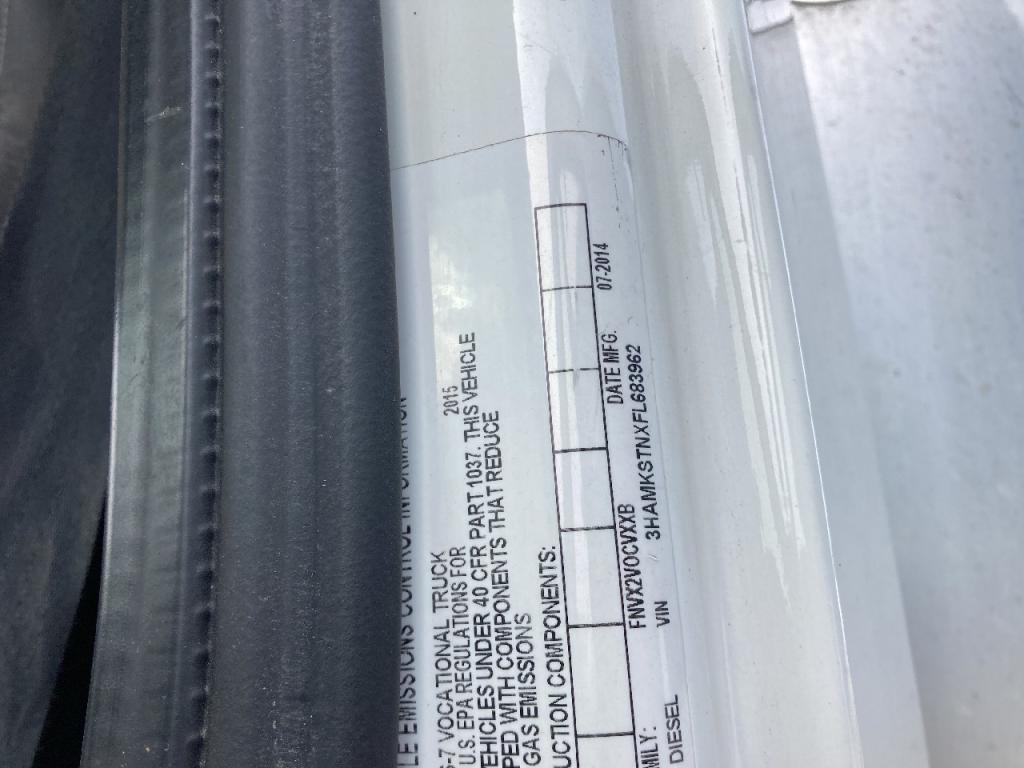 LE EMISSIONS CONTROL INFORMATION
6-7 VOCATIONAL TRUCK
U.S. EPA REGULATIONS FOR 2015
EHICLES UNDER 40 CFR PART 1037. THIS VEHICLE
PED WITH COMPONENTS THAT REDUCE
GAS EMISSIONS
UCTION COMPONENTS:
MILY: FNVX2VOCVXXB DATE MFG. 07-2014
DIESEL VIN 3HAMKSTNXFL683962